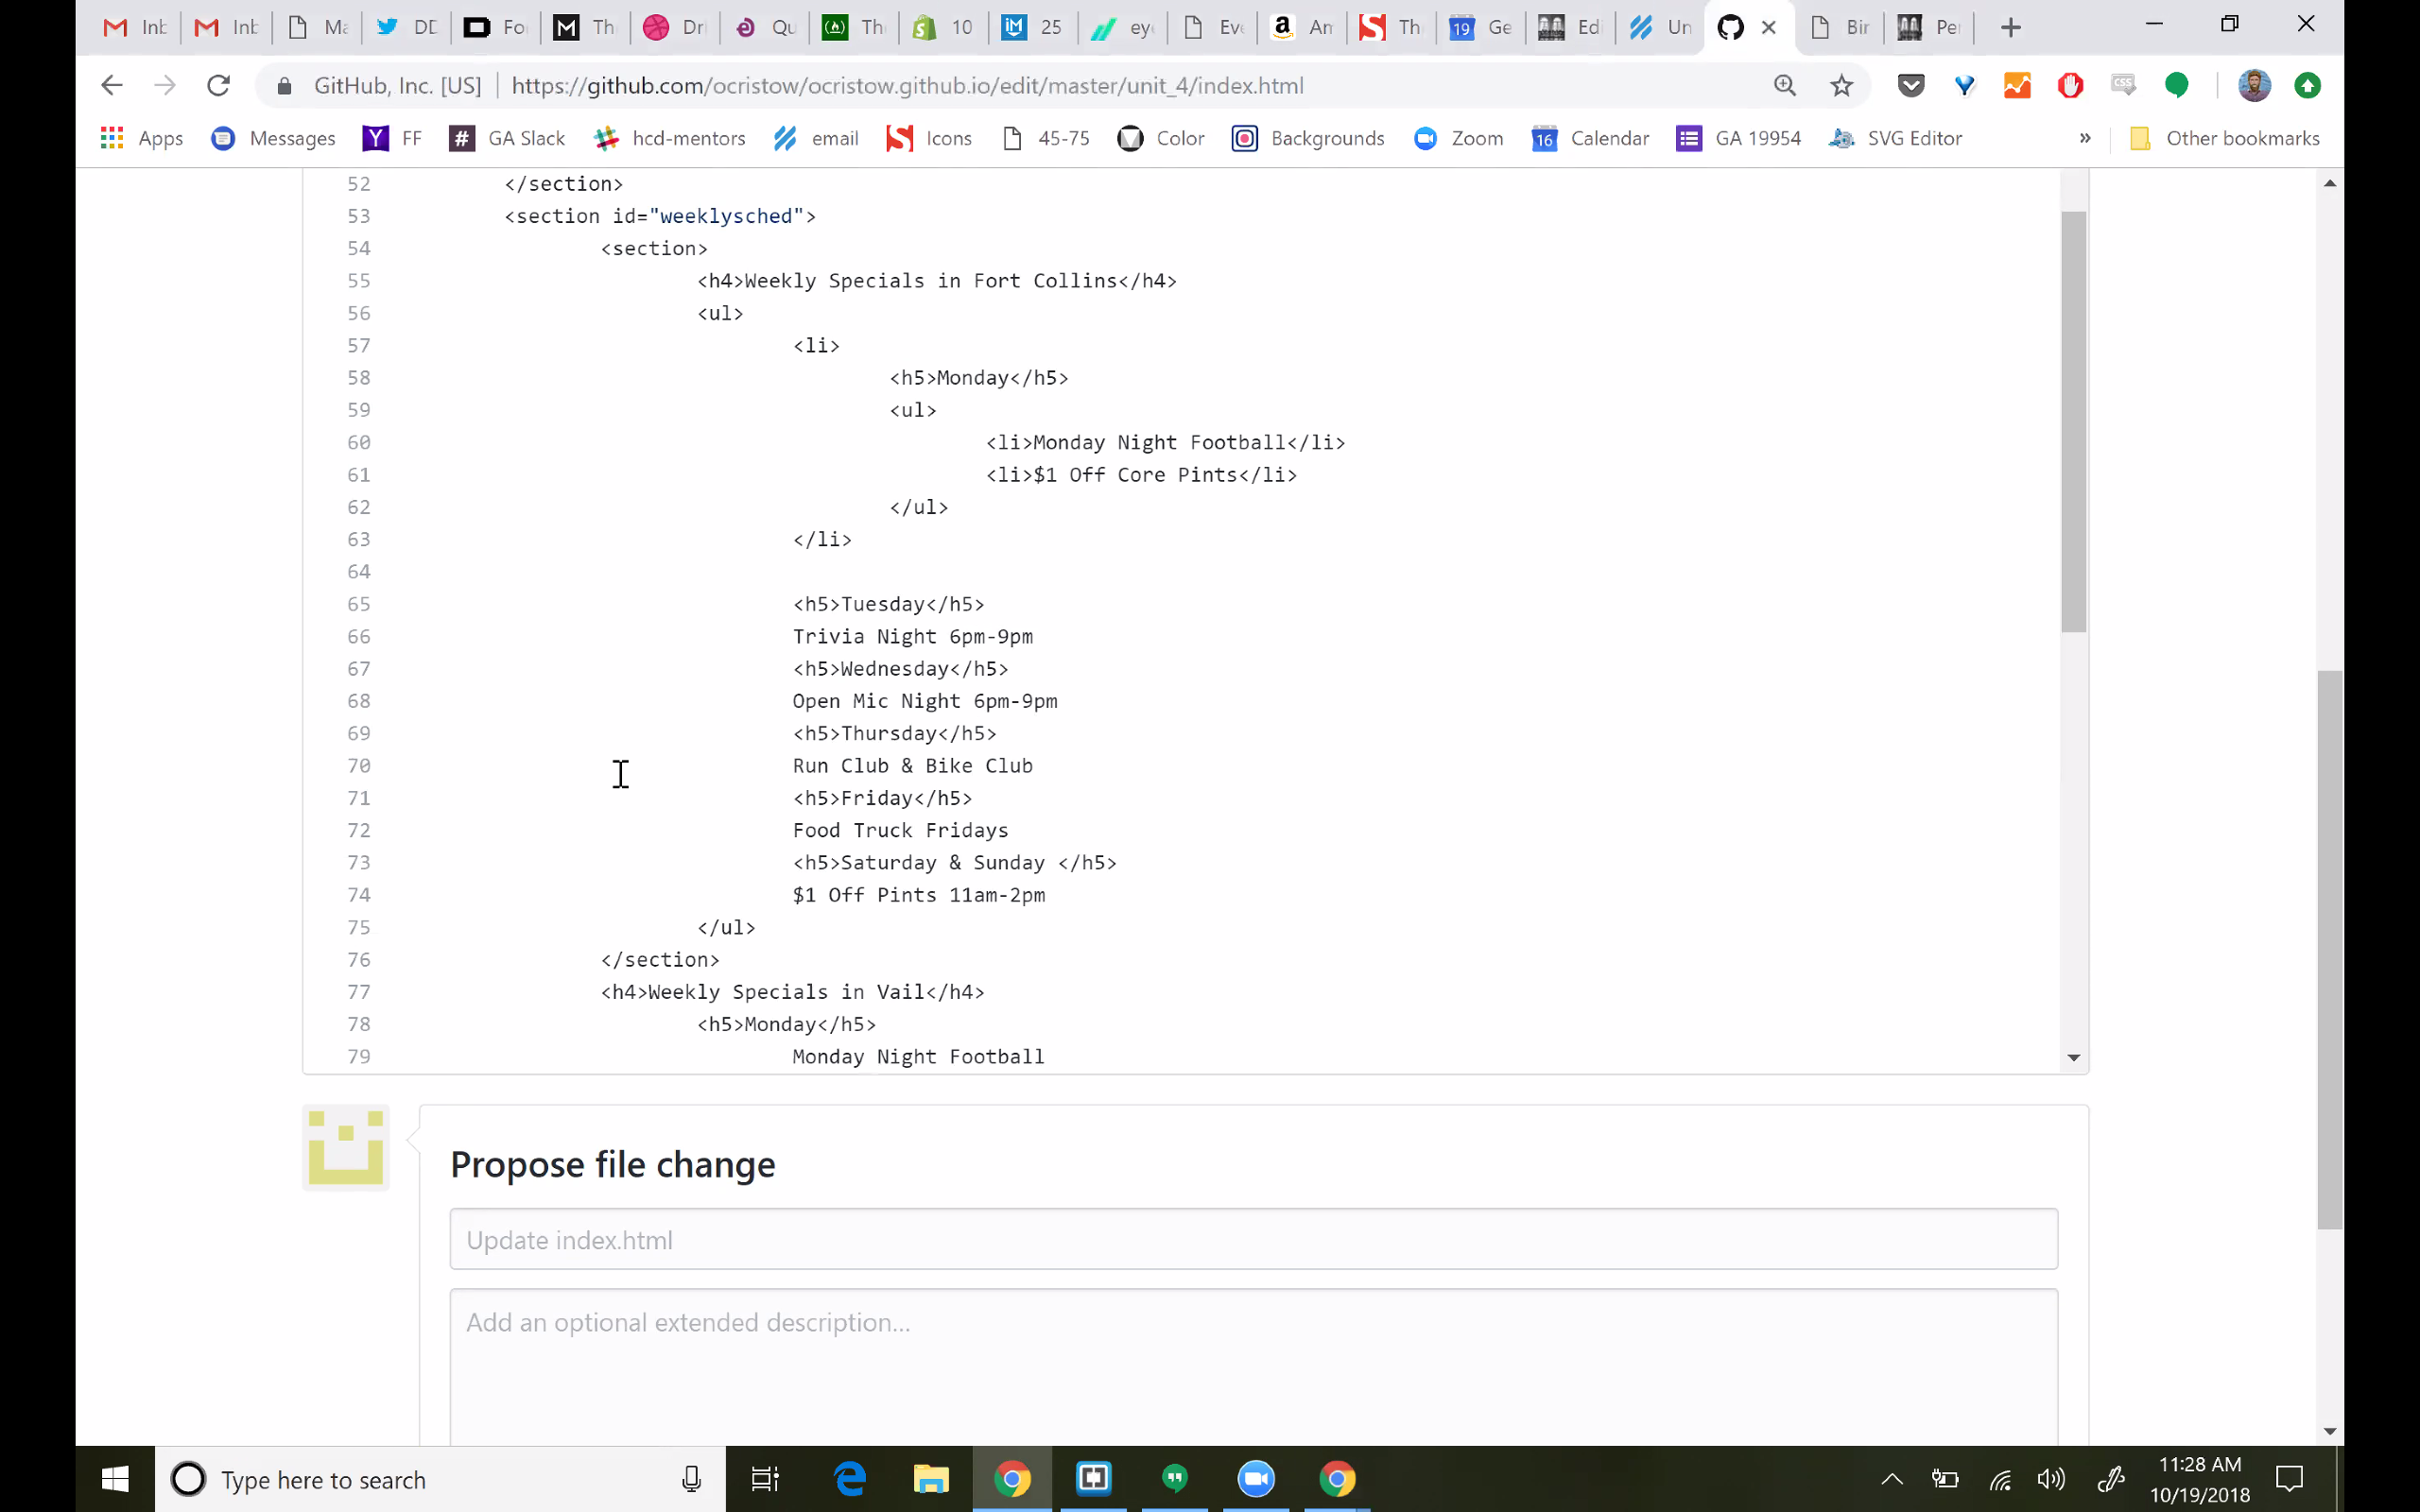 Inb
Inb
Ma
DD
Fo
Th
Dri
Qu
Th
10
25
eye
Eve
Am
Th
19
Ge
Edi
Un
Bir
Per
GitHub, Inc. [US]
https://github.com/ocristow/ocristow.github.io/edit/master/unit_4/index.html
Apps
Messages
FF
GA Slack
hcd-mentors
email
Icons
45-75
Color
Backgrounds
Zoom
16
Calendar
GA 19954
SVG Editor
»
Other bookmarks
52 </section>
53 <section id="weeklysched">
54 <section>
55 <h4>Weekly Specials in Fort Collins</h4>
56 <ul>
57 <li>
58 <h5>Monday</h5>
59 <ul>
60 <li>Monday Night Football</li>
61 <li>$1 Off Core Pints</li>
62 </ul>
63 </li>
64
65 <h5>Tuesday</h5>
66 Trivia Night 6pm-9pm
67 <h5>Wednesday</h5>
68 Open Mic Night 6pm-9pm
69 <h5>Thursday</h5>
70 Run Club & Bike Club
71 <h5>Friday</h5>
72 Food Truck Fridays
73 <h5>Saturday & Sunday </h5>
74 $1 Off Pints 11am-2pm
75 </ul>
76 </section>
77 <h4>Weekly Specials in Vail</h4>
78 <h5>Monday</h5>
79 Monday Night Football
Propose file change
Update index.html
Add an optional extended description...
Type here to search
11:28 AM
10/19/2018